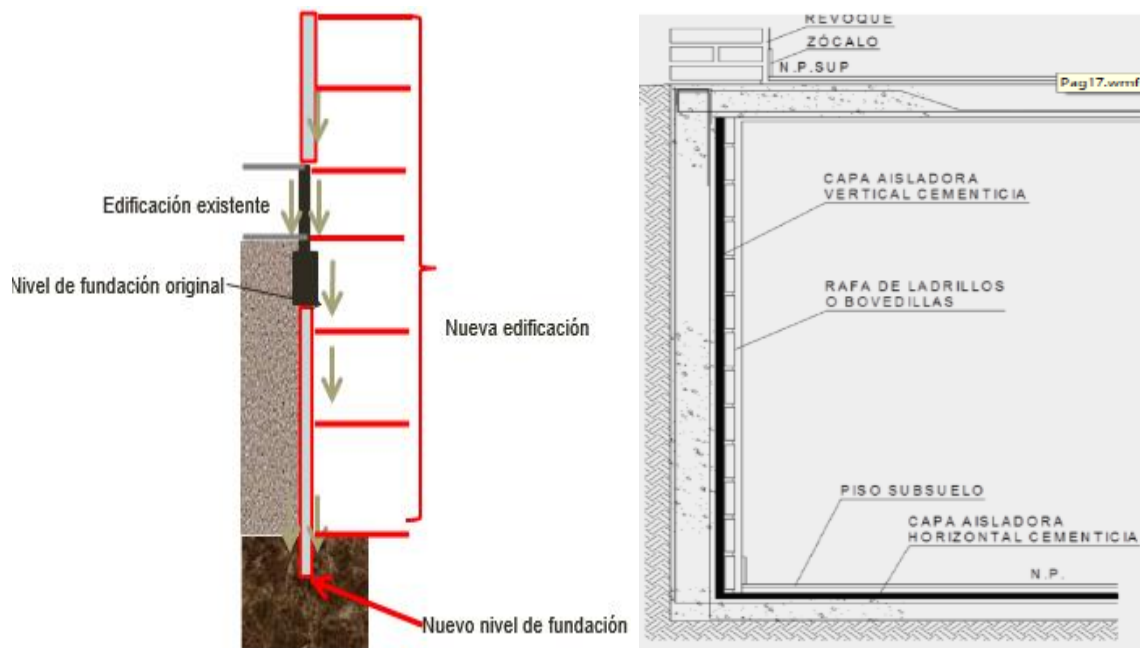 Edificación existente
Nivel de fundación original
Nueva edificación
Nuevo nivel de fundación
REVOQUE
ZÓCALO
N.P.SUP
Pag17.wmf
CAPA AISLADORA
VERTICAL CEMENTICIA
RAFA DE LADRILLOS
O BOVEDILLAS
PISO SUBSUELO
CAPA AISLADORA
HORIZONTAL CEMENTICIA
N.P.